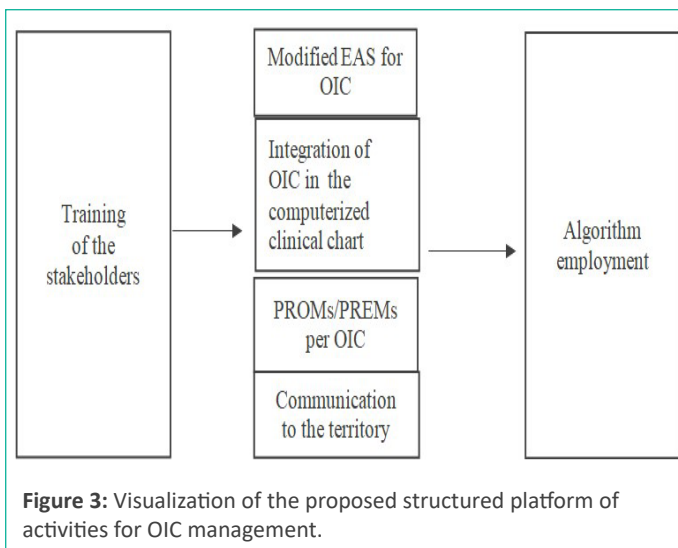 Training
of the
stakeholders
Modified EAS for
OIC
Integration of
OIC in the
computerized
clinical chart
PROMs/PREMs
per OIC
Communication
to the territory
Algorithm
employment
Figure 3: Visualization of the proposed structured platform of
activities for OIC management.